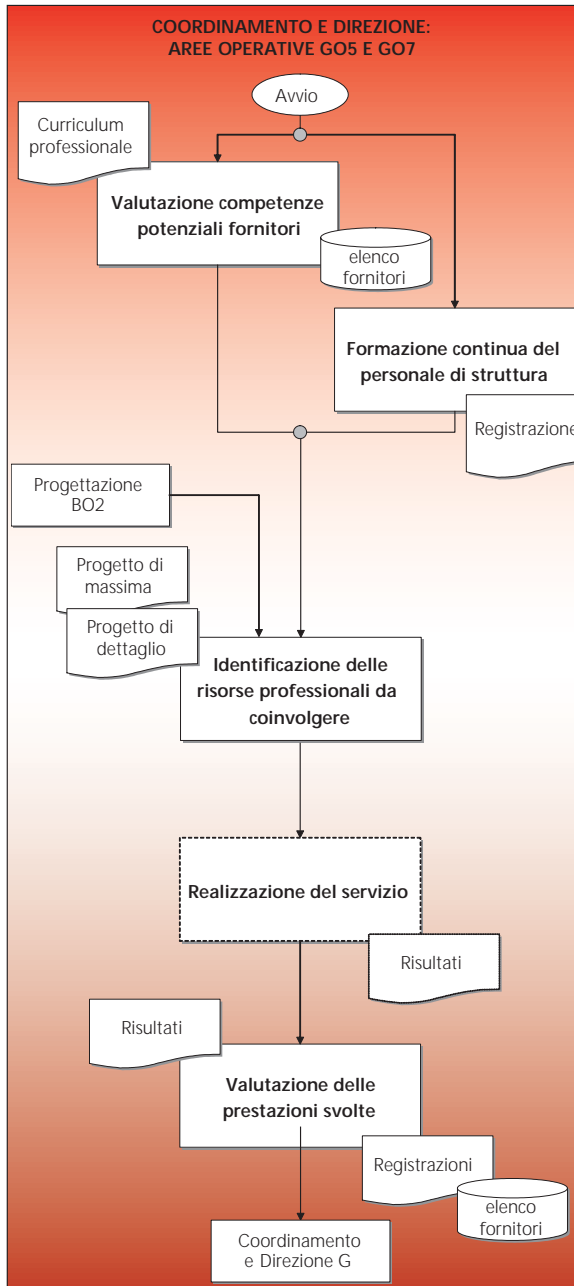 COORDINAMENTO E DIREZIONE:
AREE OPERATIVE GO5 E GO7
Avvio
Curriculum
professionale
Valutazione competenze
potenziali fornitori
elenco
fornitori
Formazione continua del
personale di struttura
Registrazione
Progettazione
BO2
Progetto di
massima
Progetto di
dettaglio
Identificazione delle
risorse professionali da
coinvolgere
Realizzazione del servizio
Risultati
Risultati
Valutazione delle
prestazioni svolte
Registrazioni
elenco
fornitori
Coordinamento
e Direzione G